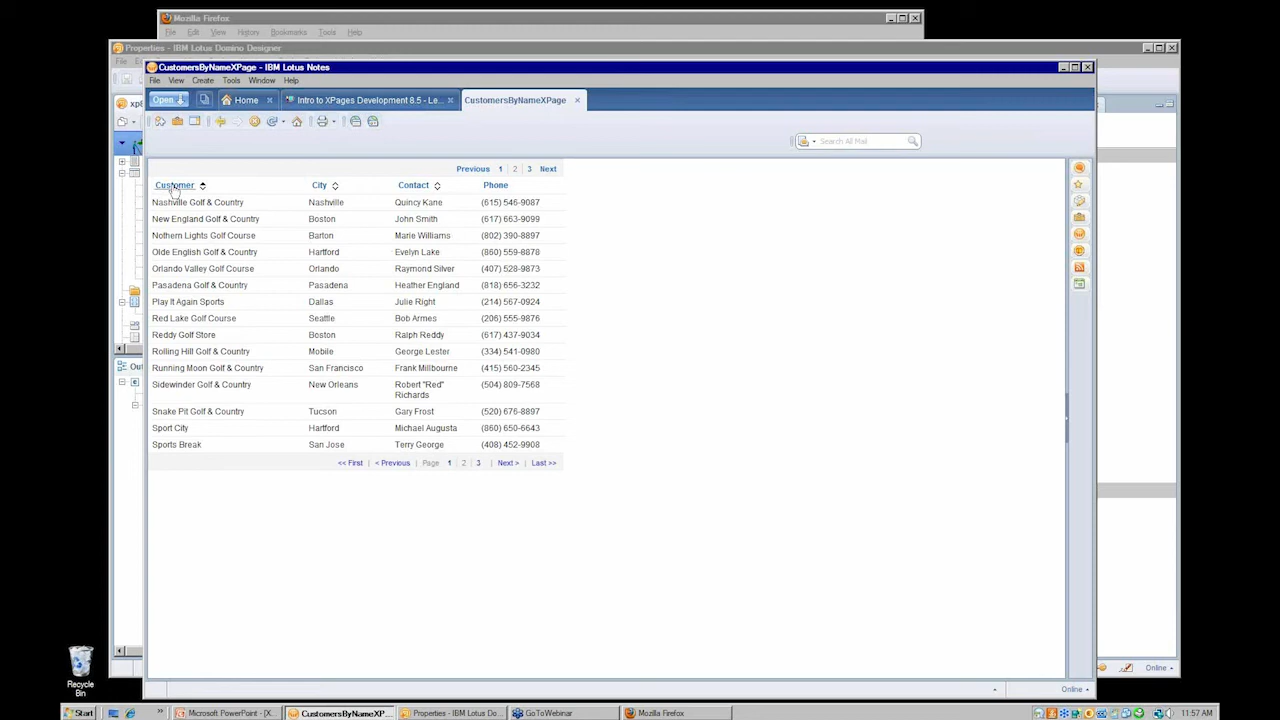 Mozilla Firefox
File Edit View History Bookmarks Tools Help
Properties - IBM Lotus Domino Designer
CustomersByNameXPage - IBM Lotus Notes
File View Create Tools Window Help
Open Home Intro to XPages Development 8.5 - Le... CustomersByNameXPage
Search All Mail
Previous 1 2 3 Next
Customer City Contact Phone
Nashville Golf & Country Nashville Quincy Kane (615) 546-9087
New England Golf & Country Boston John Smith (617) 663-9099
Nothern Lights Golf Course Barton Marie Williams (802) 390-8897
Olde English Golf & Country Hartford Evelyn Lake (860) 559-8878
Orlando Valley Golf Course Orlando Raymond Silver (407) 528-9873
Pasadena Golf & Country Pasadena Heather England (818) 656-3232
Play It Again Sports Dallas Julie Right (214) 567-0924
Red Lake Golf Course Seattle Bob Armes (206) 555-9876
Reddy Golf Store Boston Ralph Reddy (617) 437-9034
Rolling Hill Golf & Country Mobile George Lester (334) 541-0980
Running Moon Golf & Country San Francisco Frank Millbourne (415) 560-2345
Sidewinder Golf & Country New Orleans Robert "Red" Richards (504) 809-7568
Snake Pit Golf & Country Tucson Gary Frost (520) 676-8897
Sport City Hartford Michael Augusta (860) 650-6643
Sports Break San Jose Terry George (408) 452-9908
<< First | < Previous | Page 1 2 3 | Next > | Last >>
Online
Online
Recycle Bin
Start Microsoft PowerPoint - [X... CustomersByNameXP... Properties - IBM Lotus Do... GoToWebinar Mozilla Firefox 11:57 AM